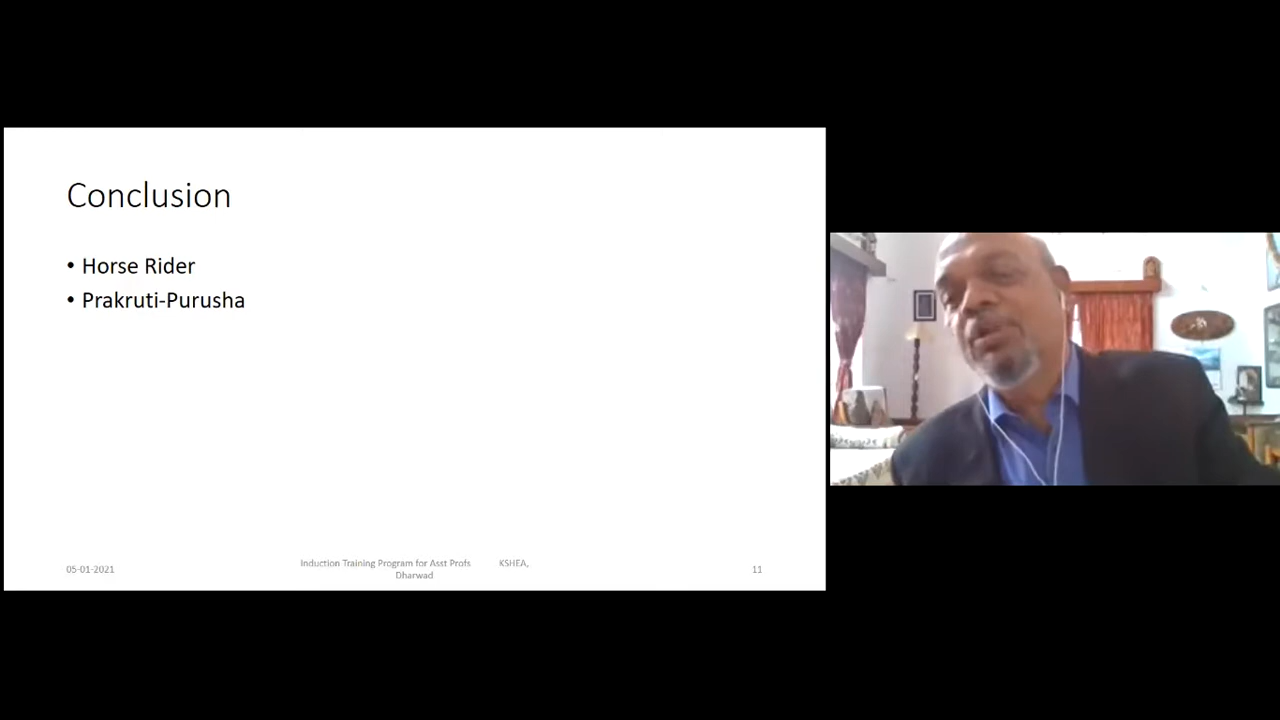 Conclusion
• Horse Rider
• Prakruti-Purusha
05-01-2021
Induction Training Program for Asst Profs KSHEA,
Dharwad
11